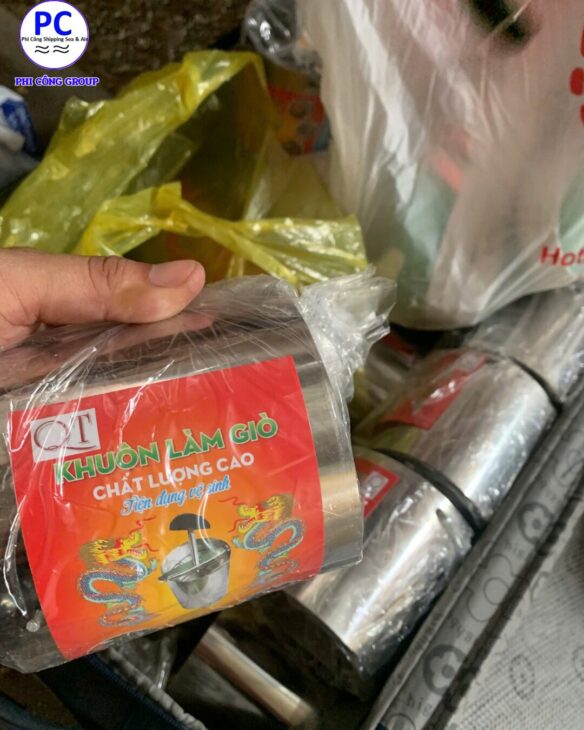 PC
Phi Công Shipping Sea & Air
PHI CÔNG GROUP
Hot
QT
KHUÔN LÀM GIÒ
CHẤT LƯỢNG CAO
Tiện dụng vệ sinh